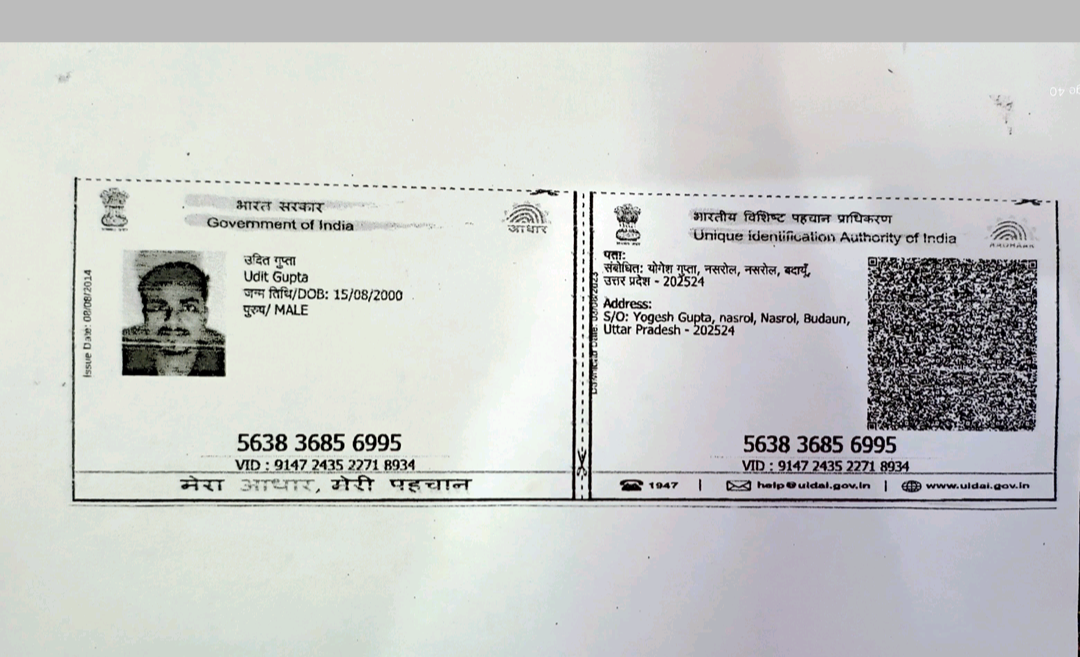 भारत सरकार
Government of India
आधार
Issue Date: 08/08/2014
उदित गुप्ता
Udit Gupta
जन्म तिथि/DOB: 15/08/2000
पुरुष/ MALE
5638 3685 6995
VID : 9147 2435 2271 8934
मेरा आधार, मेरी पहचान
भारतीय विशिष्ट पहचान प्राधिकरण
Unique Identification Authority of India
AADHAAR
पता:
संबोधित: योगेश गुप्ता, नसरोल, नसरोल, बदायूँ,
उत्तर प्रदेश - 202524
Address:
S/O: Yogesh Gupta, nasrol, Nasrol, Budaun,
Uttar Pradesh - 202524
5638 3685 6995
VID : 9147 2435 2271 8934
1947 | help@uidai.gov.in | www.uidai.gov.in